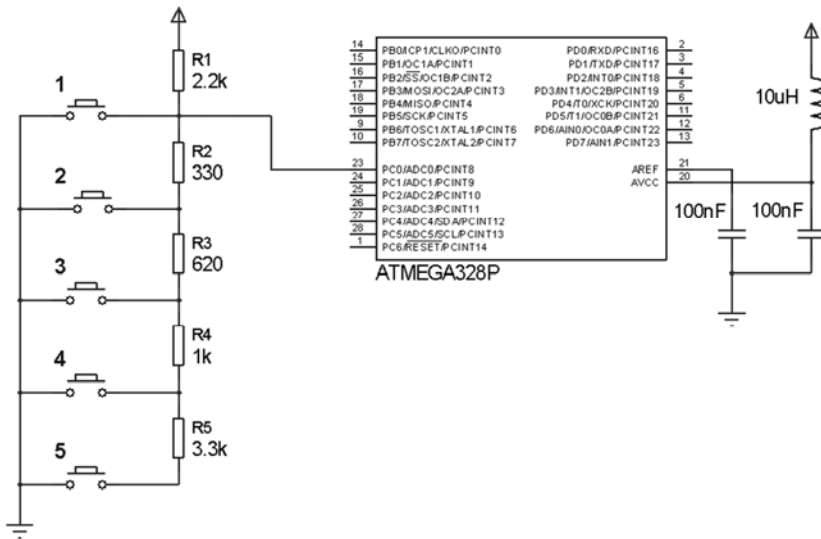 1
R1
2.2k
2
R2
330
3
R3
620
4
R4
1k
5
R5
3.3k
14 PB0/ICP1/CLKO/PCINT0
15 PB1/OC1A/PCINT1
16 PB2/SS/OC1B/PCINT2
17 PB3/MOSI/OC2A/PCINT3
18 PB4/MISO/PCINT4
19 PB5/SCK/PCINT5
9 PB6/TOSC1/XTAL1/PCINT6
10 PB7/TOSC2/XTAL2/PCINT7
23 PC0/ADC0/PCINT8
24 PC1/ADC1/PCINT9
25 PC2/ADC2/PCINT10
26 PC3/ADC3/PCINT11
27 PC4/ADC4/SDA/PCINT12
28 PC5/ADC5/SCL/PCINT13
1 PC6/RESET/PCINT14
PD0/RXD/PCINT16 2
PD1/TXD/PCINT17 3
PD2/INT0/PCINT18 4
PD3/INT1/OC2B/PCINT19 5
PD4/T0/XCK/PCINT20 6
PD5/T1/OC0B/PCINT21 11
PD6/AIN0/OC0A/PCINT22 12
PD7/AIN1/PCINT23 13
AREF 21
AVCC 20
ATMEGA328P
10uH
100nF
100nF